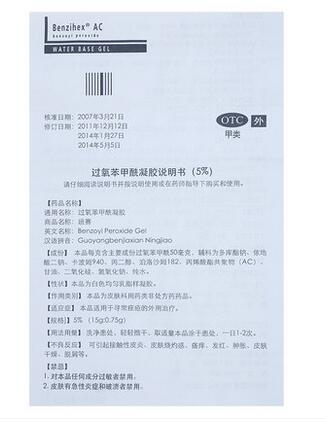 Benzihex® AC
benzoyl peroxide
WATER BASE GEL
核准日期：2007年3月21日
修订日期：2011年12月12日
2014年1月27日
2014年5月5日
OTC 外
甲类
过氧苯甲酰凝胶说明书（5%）
请仔细阅读说明书并按说明使用或在药师指导下购买和使用。
【药品名称】
通用名称：过氧苯甲酰凝胶
商品名称：班赛
英文名称：Benzoyl Peroxide Gel
汉语拼音：Guoyangbenjiaxian Ningjiao
【成份】 本品每克含主要成份过氧苯甲酰50毫克，辅料为多库酯钠、依地
酸二钠、卡波姆940、丙二醇、泊洛沙姆182、丙烯酸酯共聚物（AC）、
甘油、二氧化硅、氢氧化钠、纯水。
【性状】本品为白色均匀乳脂样凝胶。
【作用类别】 本品为皮肤科用药类非处方药药品。
【适应症】本品适用于寻常痤疮的外用治疗。
【规格】5% （15g:0.75g）
【用法用量】洗净患处，轻轻揩干，取适量本品涂于患处，一日1-2次。
【不良反应】可引起接触性皮炎、皮肤烧灼感、瘙痒、发红、肿胀、皮肤
干燥、脱屑等。
【禁忌】
1. 对本品任何成分过敏者禁用。
2. 皮肤有急性炎症和破溃者禁用。